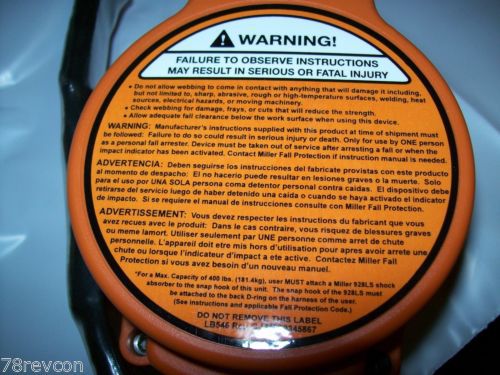 WARNING!
FAILURE TO OBSERVE INSTRUCTIONS
MAY RESULT IN SERIOUS OR FATAL INJURY
• Do not allow webbing to come in contact with anything that will damage it including,
but not limited to, sharp, abrasive, rough or high-temperature surfaces, welding, heat
sources, electrical hazards, or moving machinery.
• Check webbing for damage, frays, or cuts that will reduce the strength.
• Allow adequate fall clearance below the work surface when using this device.
WARNING: Manufacturer's instructions supplied with this product at time of shipment must
be followed. Failure to do so could result in serious injury or death. Only for use by ONE person
as a personal fall arrester. Device must be taken out of service after arresting a fall or when the
impact indicator has been activated. Contact Miller Fall Protection if instruction manual is needed.
ADVERTENCIA: Deben seguirse los instrucciones del fabricate provistas con este producto
al momento de despacho. El no hacerio puede resultar en lesiones graves o la muerte. Solo
para el uso por UNA SOLA persona coma detentor personal contra caidas. El dispositivo debe
retirarse del servicio luego de haber detenido una caida o cuando se haya activado el indicator
de impacto. Si se requiere el manual de instrucciones consulte con Miller Fall Protection.
ADVERTISSEMENT: Vous devez respecter les instructions du fabricant que vous
avez recues avec le produit. Dans le cas contraire, vous risquez de blessures graves
ou meme lamort. Utiliser seulement par UNE personne comme arret de chute
personnelle. L'appareil doit etre mis hors d'utilisation pour apres avoir arrete une
chute ou lorsque l'indicateur d'impact a ete active. Contactez Miller Fall
Protection si vous avez besoin d'un nouveau manuel.
*For a Max. Capacity of 400 lbs. (181.4kg), user MUST attach a Miller 928LS shock
absorber to the snap hook of this unit. The snap hook of the 928LS must
be attached to the back D-ring on the harness of the user.
(See instructions and applicable Fall Protection Code.)
DO NOT REMOVE THIS LABEL
LB546
78revcon